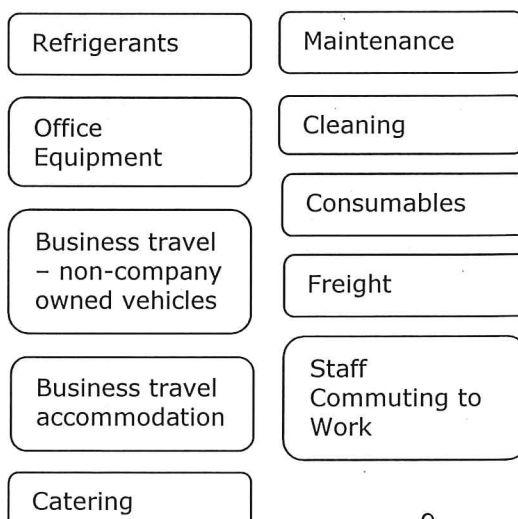 Refrigerants
Office
Equipment
Business travel
– non-company
owned vehicles
Business travel
accommodation
Catering
Maintenance
Cleaning
Consumables
Freight
Staff
Commuting to
Work